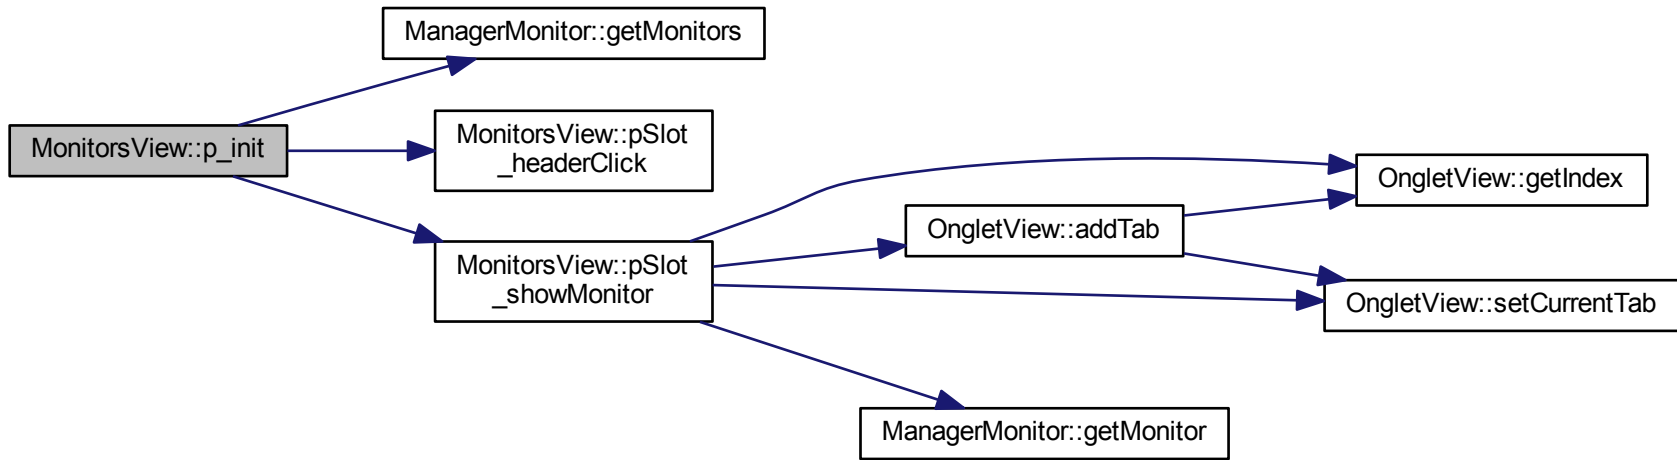 ManagerMonitor::getMonitors
MonitorsView::p_init
MonitorsView::pSlot
_headerClick
MonitorsView::pSlot
_showMonitor
OngletView::addTab
OngletView::getIndex
OngletView::setCurrentTab
ManagerMonitor::getMonitor